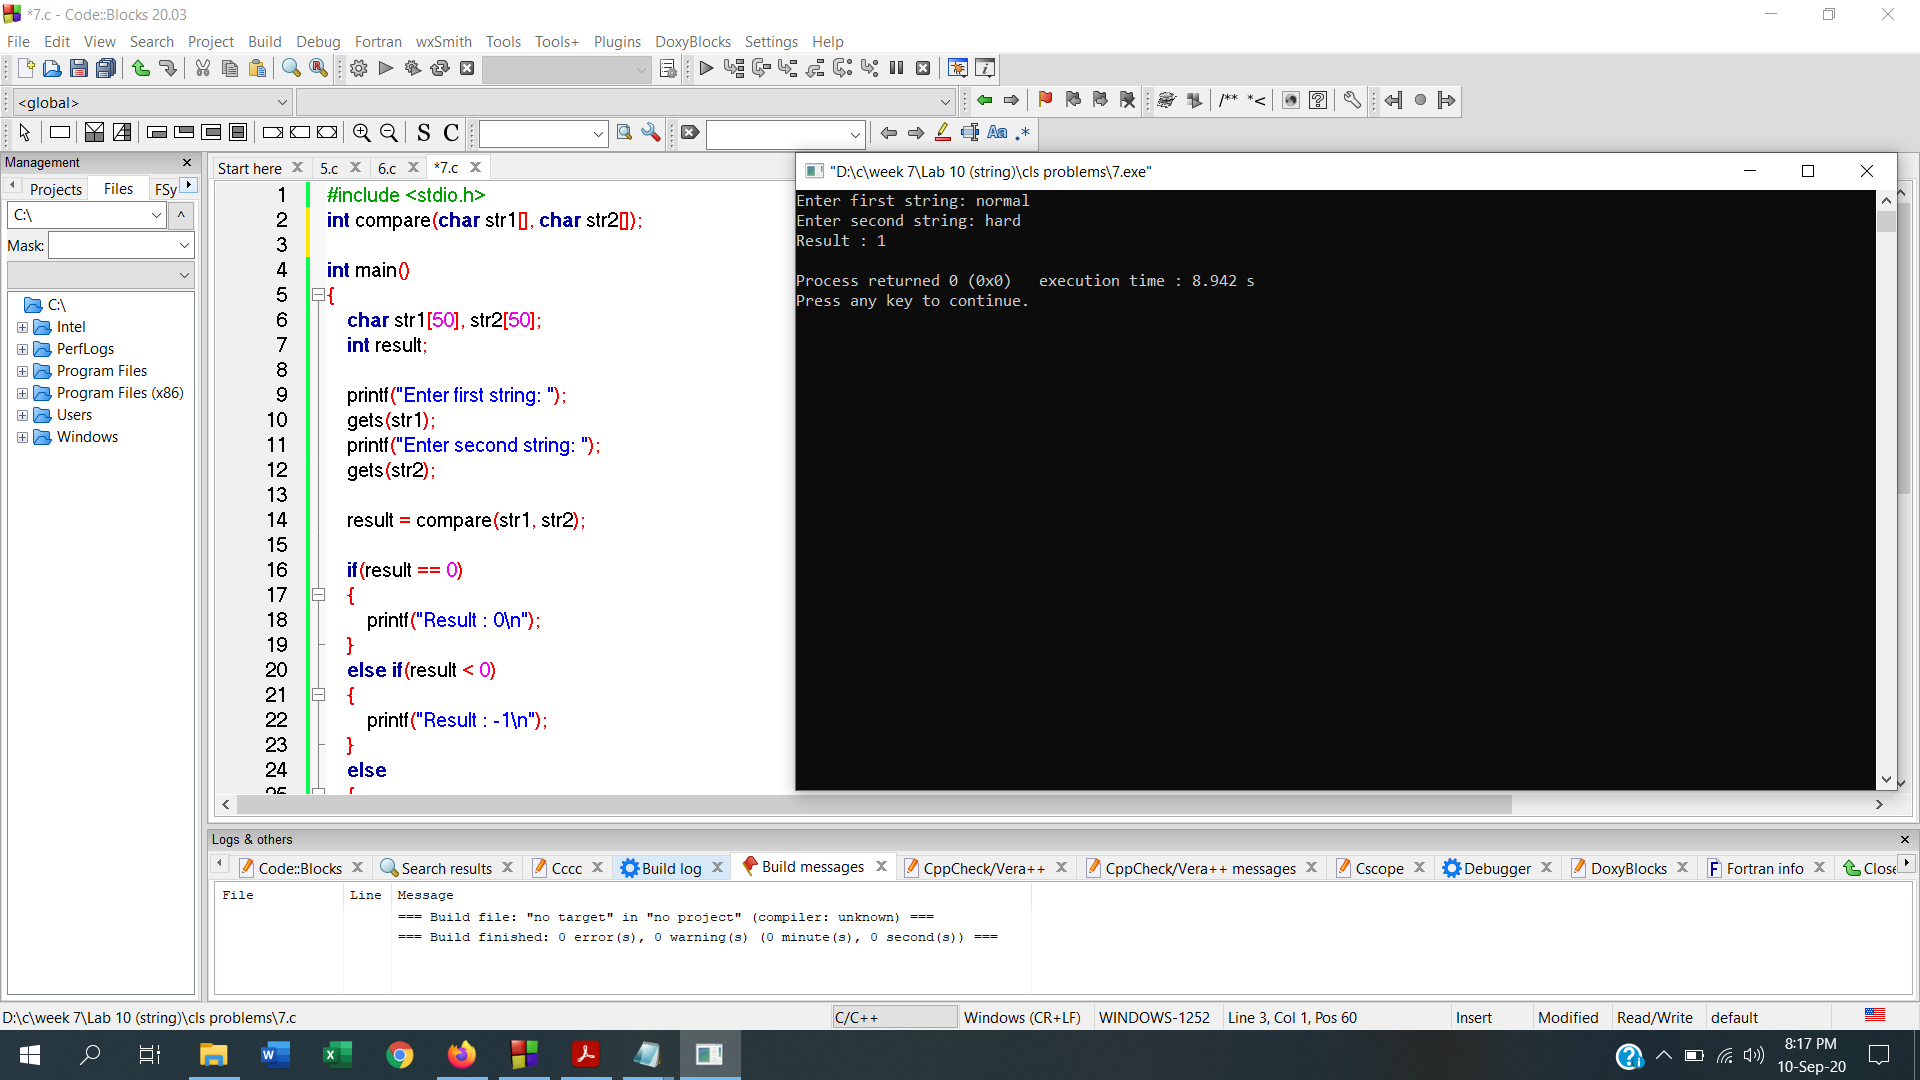 *7.c - Code::Blocks 20.03
File Edit View Search Project Build Debug Fortran wxSmith Tools Tools+ Plugins DoxyBlocks Settings Help
<global>
/** *<
S C
Aa .*
Management
Projects Files FSy
C:\
Mask:
C:\
Intel
PerfLogs
Program Files
Program Files (x86)
Users
Windows
Start here 5.c 6.c *7.c
1 #include <stdio.h>
2 int compare(char str1[], char str2[]);
3
4 int main()
5 {
6 char str1[50], str2[50];
7 int result;
8
9 printf("Enter first string: ");
10 gets(str1);
11 printf("Enter second string: ");
12 gets(str2);
13
14 result = compare(str1, str2);
15
16 if(result == 0)
17 {
18 printf("Result : 0\n");
19 }
20 else if(result < 0)
21 {
22 printf("Result : -1\n");
23 }
24 else
25 {
"D:\c\week 7\Lab 10 (string)\cls problems\7.exe"
Enter first string: normal
Enter second string: hard
Result : 1
Process returned 0 (0x0) execution time : 8.942 s
Press any key to continue.
Logs & others
Code::Blocks Search results Cccc Build log Build messages CppCheck/Vera++ CppCheck/Vera++ messages Cscope Debugger DoxyBlocks Fortran info Close
File Line Message
=== Build file: "no target" in "no project" (compiler: unknown) ===
=== Build finished: 0 error(s), 0 warning(s) (0 minute(s), 0 second(s)) ===
D:\c\week 7\Lab 10 (string)\cls problems\7.c C/C++ Windows (CR+LF) WINDOWS-1252 Line 3, Col 1, Pos 60 Insert Modified Read/Write default
8:17 PM
10-Sep-20